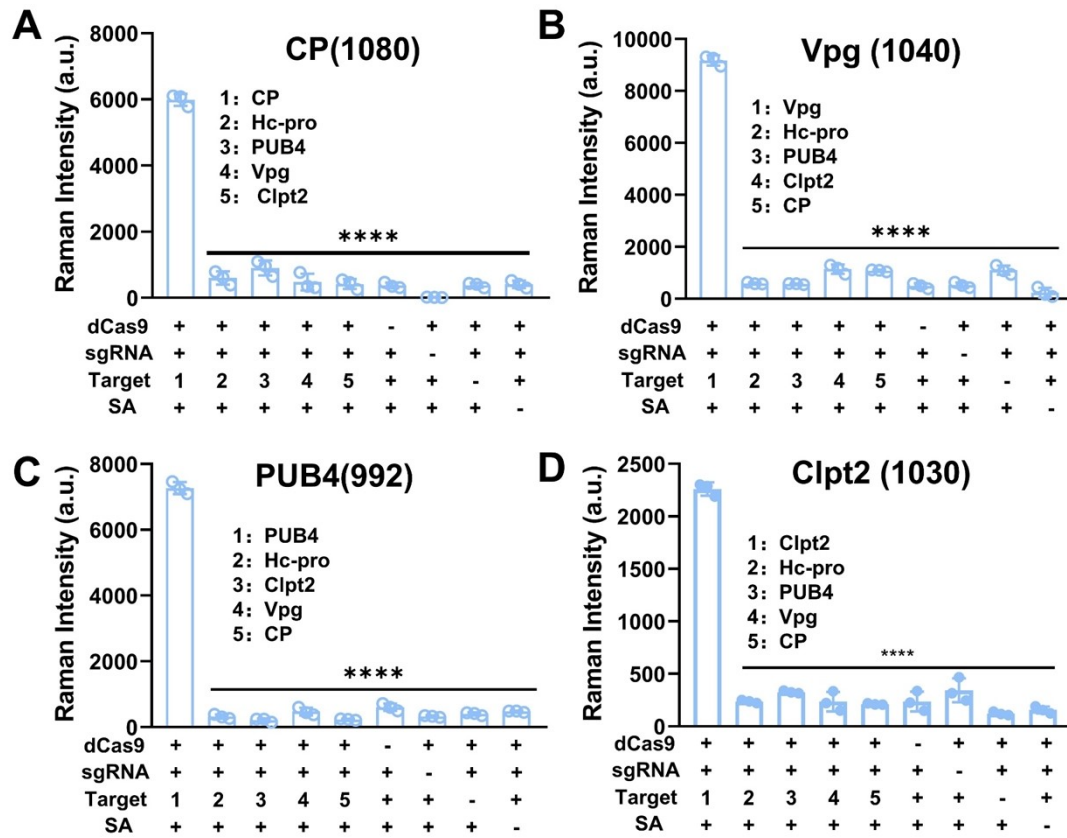 A
CP(1080)
Raman Intensity (a.u.)
8000
6000
4000
2000
0
1: CP
2: Hc-pro
3: PUB4
4: Vpg
5: Clpt2
****
dCas9 + + + + + - + + +
sgRNA + + + + + + - + +
Target 1 2 3 4 5 + + - +
SA + + + + + + + + -
B
Vpg (1040)
Raman Intensity (a.u.)
10000
8000
6000
4000
2000
0
1: Vpg
2: Hc-pro
3: PUB4
4: Clpt2
5: CP
****
dCas9 + + + + + - + + +
sgRNA + + + + + + - + +
Target 1 2 3 4 5 + + - +
SA + + + + + + + + -
C
PUB4(992)
Raman Intensity (a.u.)
8000
6000
4000
2000
0
1: PUB4
2: Hc-pro
3: Clpt2
4: Vpg
5: CP
****
dCas9 + + + + + - + + +
sgRNA + + + + + + - + +
Target 1 2 3 4 5 + + - +
SA + + + + + + + + -
D
Clpt2 (1030)
Raman Intensity (a.u.)
2500
2000
1500
1000
500
0
1: Clpt2
2: Hc-pro
3: PUB4
4: Vpg
5: CP
****
dCas9 + + + + + - + + +
sgRNA + + + + + + - + +
Target 1 2 3 4 5 + + - +
SA + + + + + + + + -